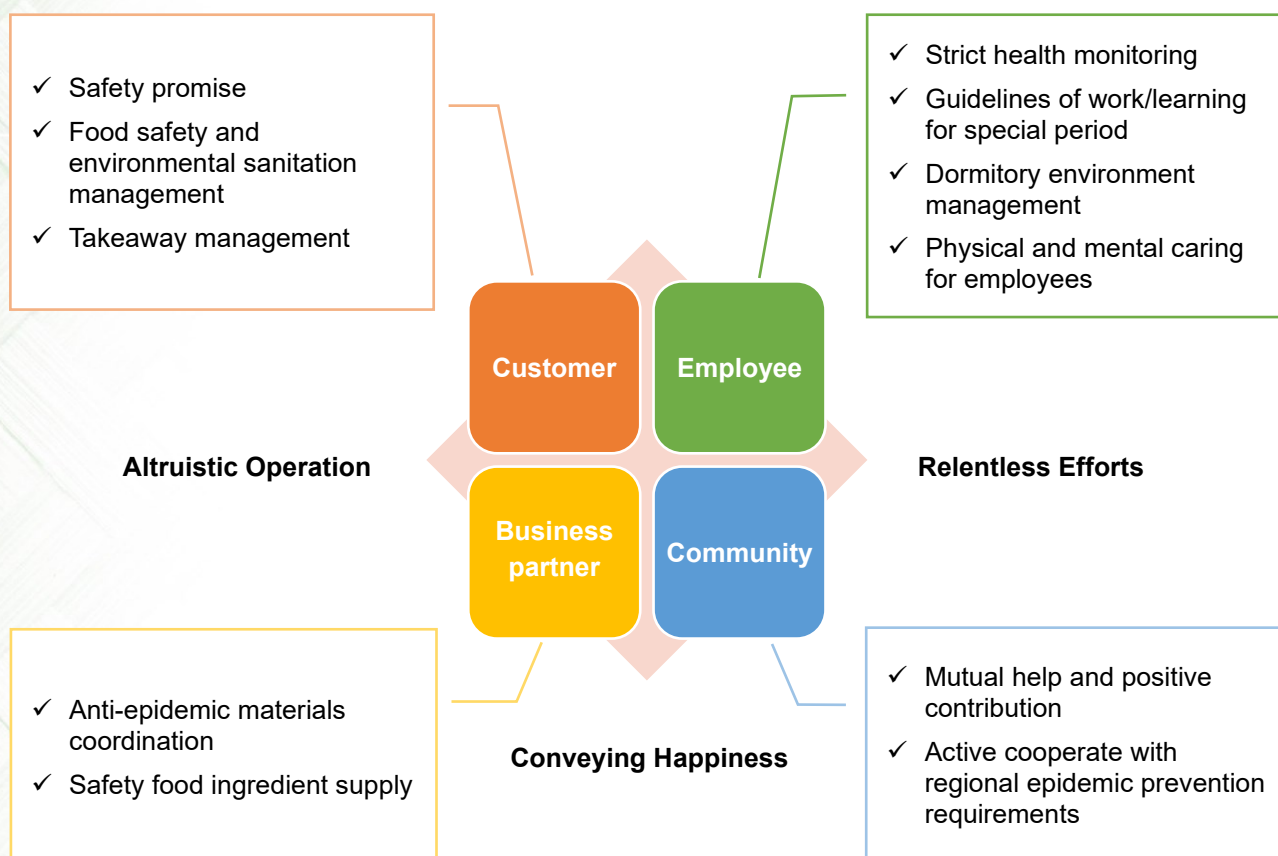 ✓ Safety promise
✓ Food safety and
environmental sanitation
management
✓ Takeaway management
✓ Strict health monitoring
✓ Guidelines of work/learning
for special period
✓ Dormitory environment
management
✓ Physical and mental caring
for employees
Customer
Employee
Altruistic Operation
Relentless Efforts
Business
partner
Community
✓ Anti-epidemic materials
coordination
✓ Safety food ingredient supply
Conveying Happiness
✓ Mutual help and positive
contribution
✓ Active cooperate with
regional epidemic prevention
requirements